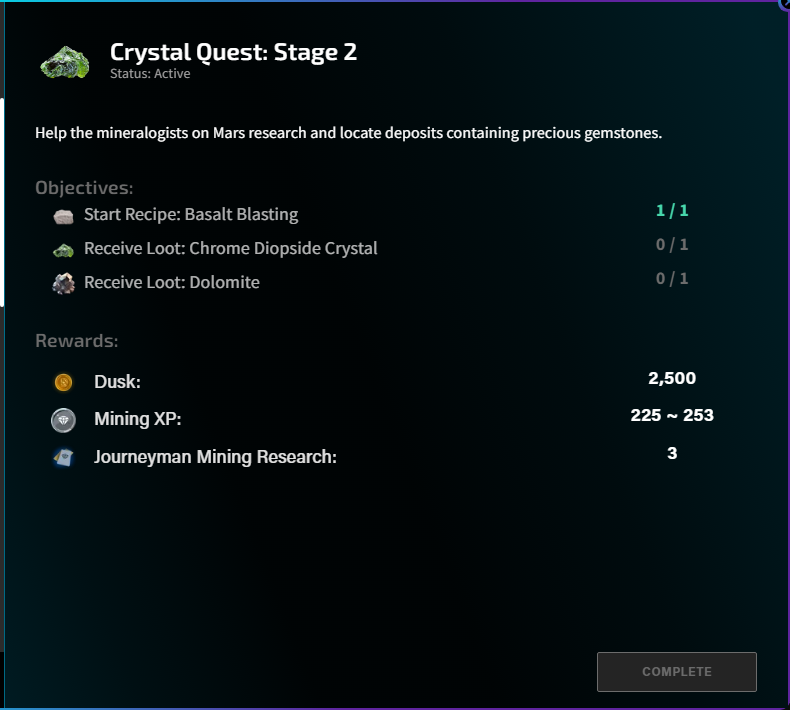 Crystal Quest: Stage 2
Status: Active
Help the mineralogists on Mars research and locate deposits containing precious gemstones.
Objectives:
Start Recipe: Basalt Blasting 1 / 1
Receive Loot: Chrome Diopside Crystal 0 / 1
Receive Loot: Dolomite 0 / 1
Rewards:
Dusk: 2,500
Mining XP: 225 ~ 253
Journeyman Mining Research: 3
COMPLETE